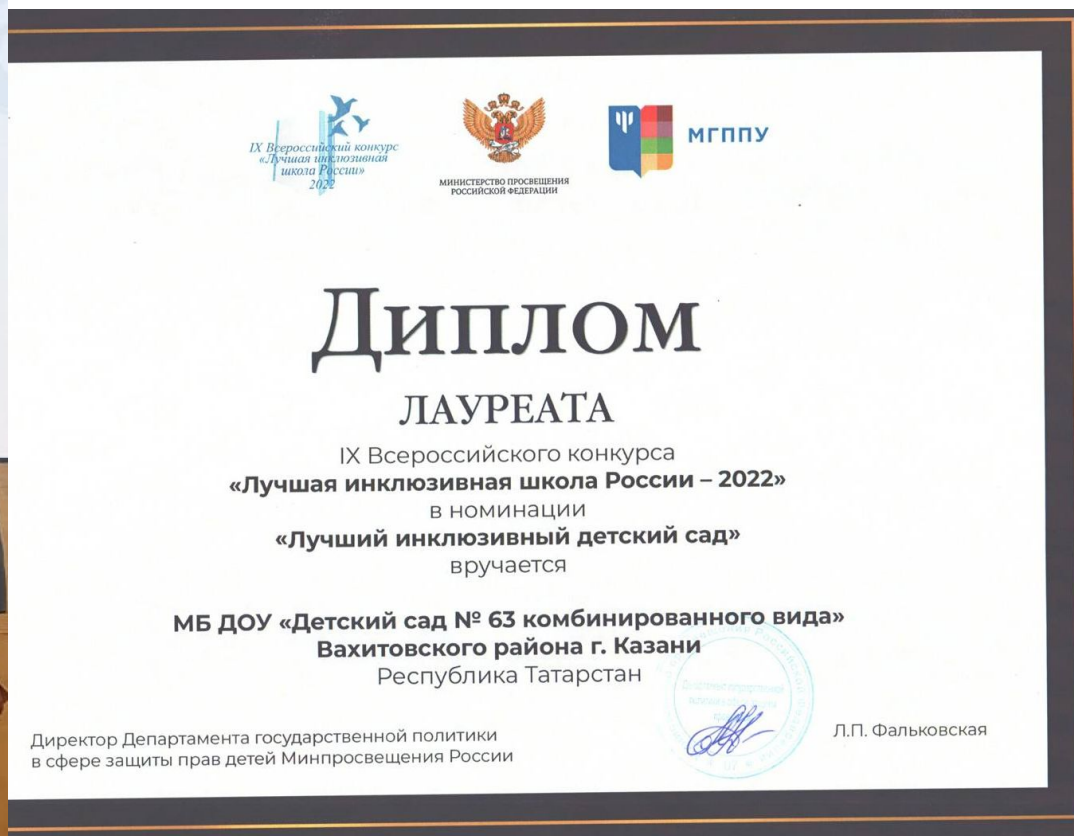 IX Всероссийский конкурс
«Лучшая инклюзивная
школа России»
2022
МИНИСТЕРСТВО ПРОСВЕЩЕНИЯ
РОССИЙСКОЙ ФЕДЕРАЦИИ
МГППУ
Диплом
ЛАУРЕАТА
IX Всероссийского конкурса
«Лучшая инклюзивная школа России – 2022»
в номинации
«Лучший инклюзивный детский сад»
вручается
МБ ДОУ «Детский сад № 63 комбинированного вида»
Вахитовского района г. Казани
Республика Татарстан
Директор Департамента государственной политики
в сфере защиты прав детей Минпросвещения России
Л.П. Фальковская